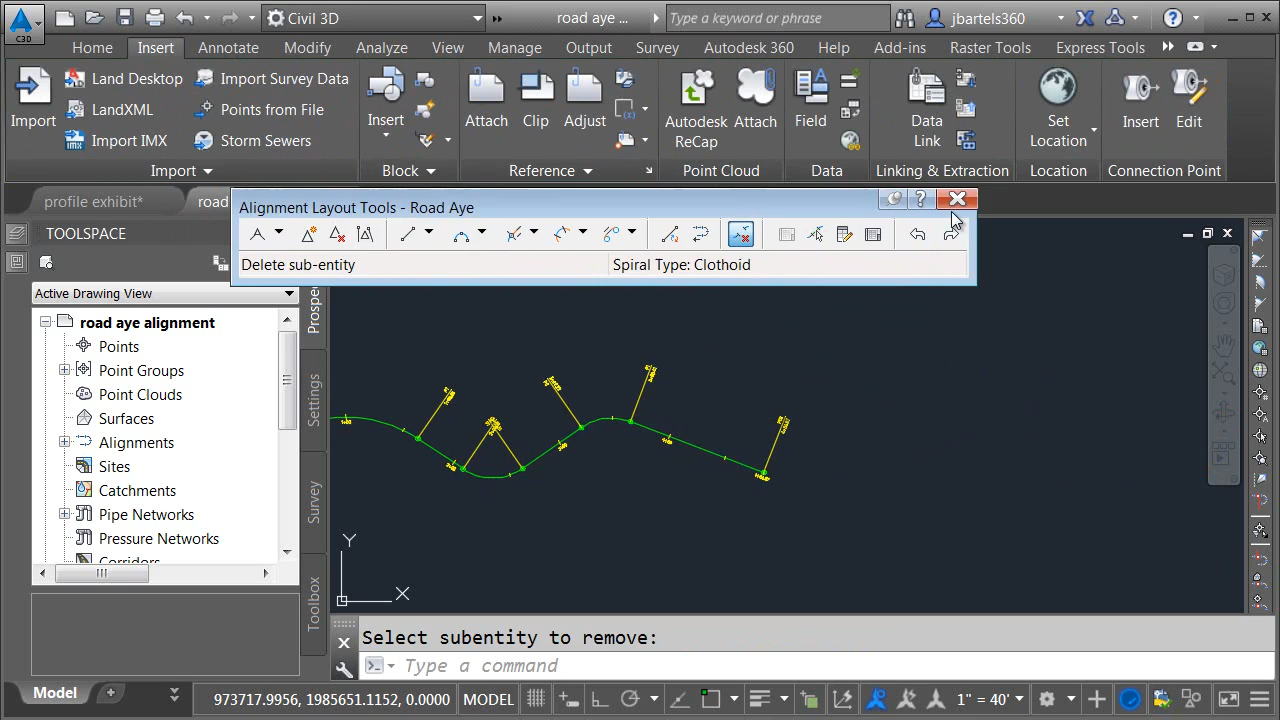 C3D
Civil 3D
road aye ...
Type a keyword or phrase
jbartels360
Home Insert Annotate Modify Analyze View Manage Output Survey Autodesk 360 Help Add-ins Raster Tools Express Tools
Import
Land Desktop
LandXML
Import IMX
Import Survey Data
Points from File
Storm Sewers
Insert
Attach
Clip
Adjust
Autodesk
ReCap
Attach
Field
Data
Link
Set
Location
Insert
Edit
Import
Block
Reference
Point Cloud
Data
Linking & Extraction
Location
Connection Point
profile exhibit*
road
Alignment Layout Tools - Road Aye
Delete sub-entity
Spiral Type: Clothoid
TOOLSPACE
Active Drawing View
road aye alignment
Points
Point Groups
Point Clouds
Surfaces
Alignments
Sites
Catchments
Pipe Networks
Pressure Networks
Corridors
Prospe
Settings
Survey
Toolbox
Y
X
Select subentity to remove:
Type a command
Model
973717.9956, 1985651.1152, 0.0000
MODEL
1" = 40'